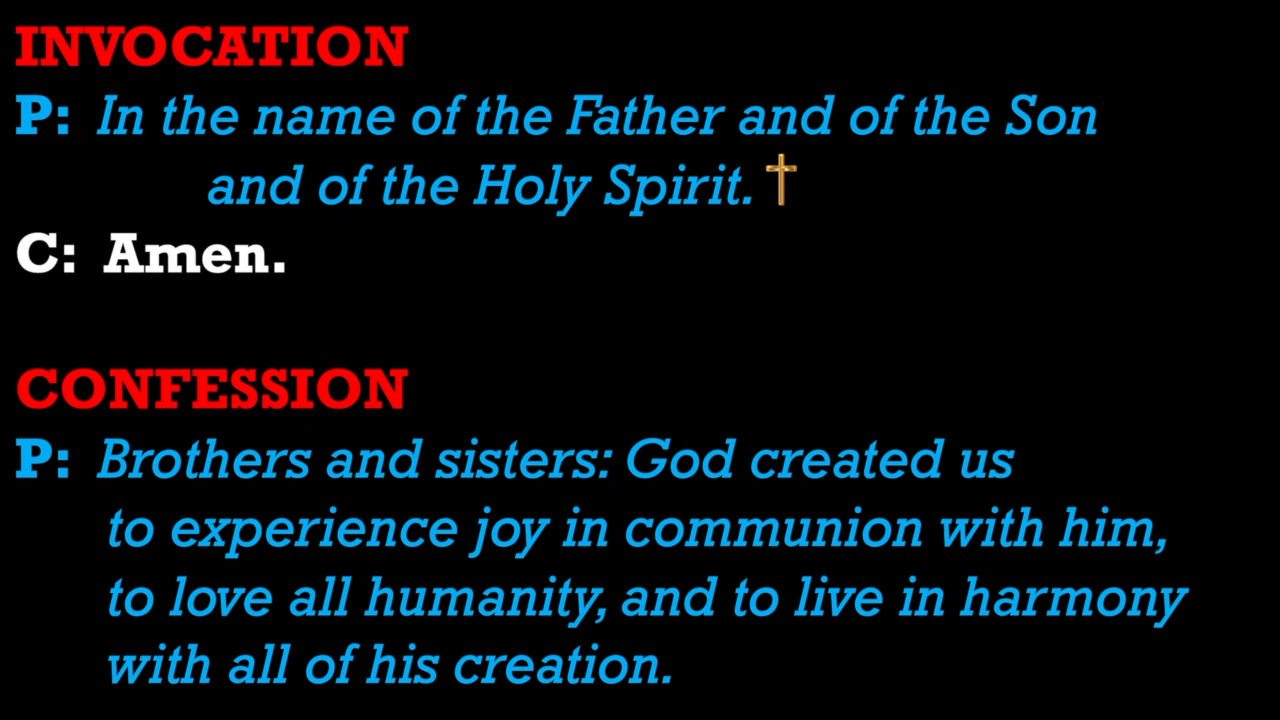 INVOCATION
P: In the name of the Father and of the Son
and of the Holy Spirit.
C: Amen.
CONFESSION
P: Brothers and sisters: God created us
to experience joy in communion with him,
to love all humanity, and to live in harmony
with all of his creation.